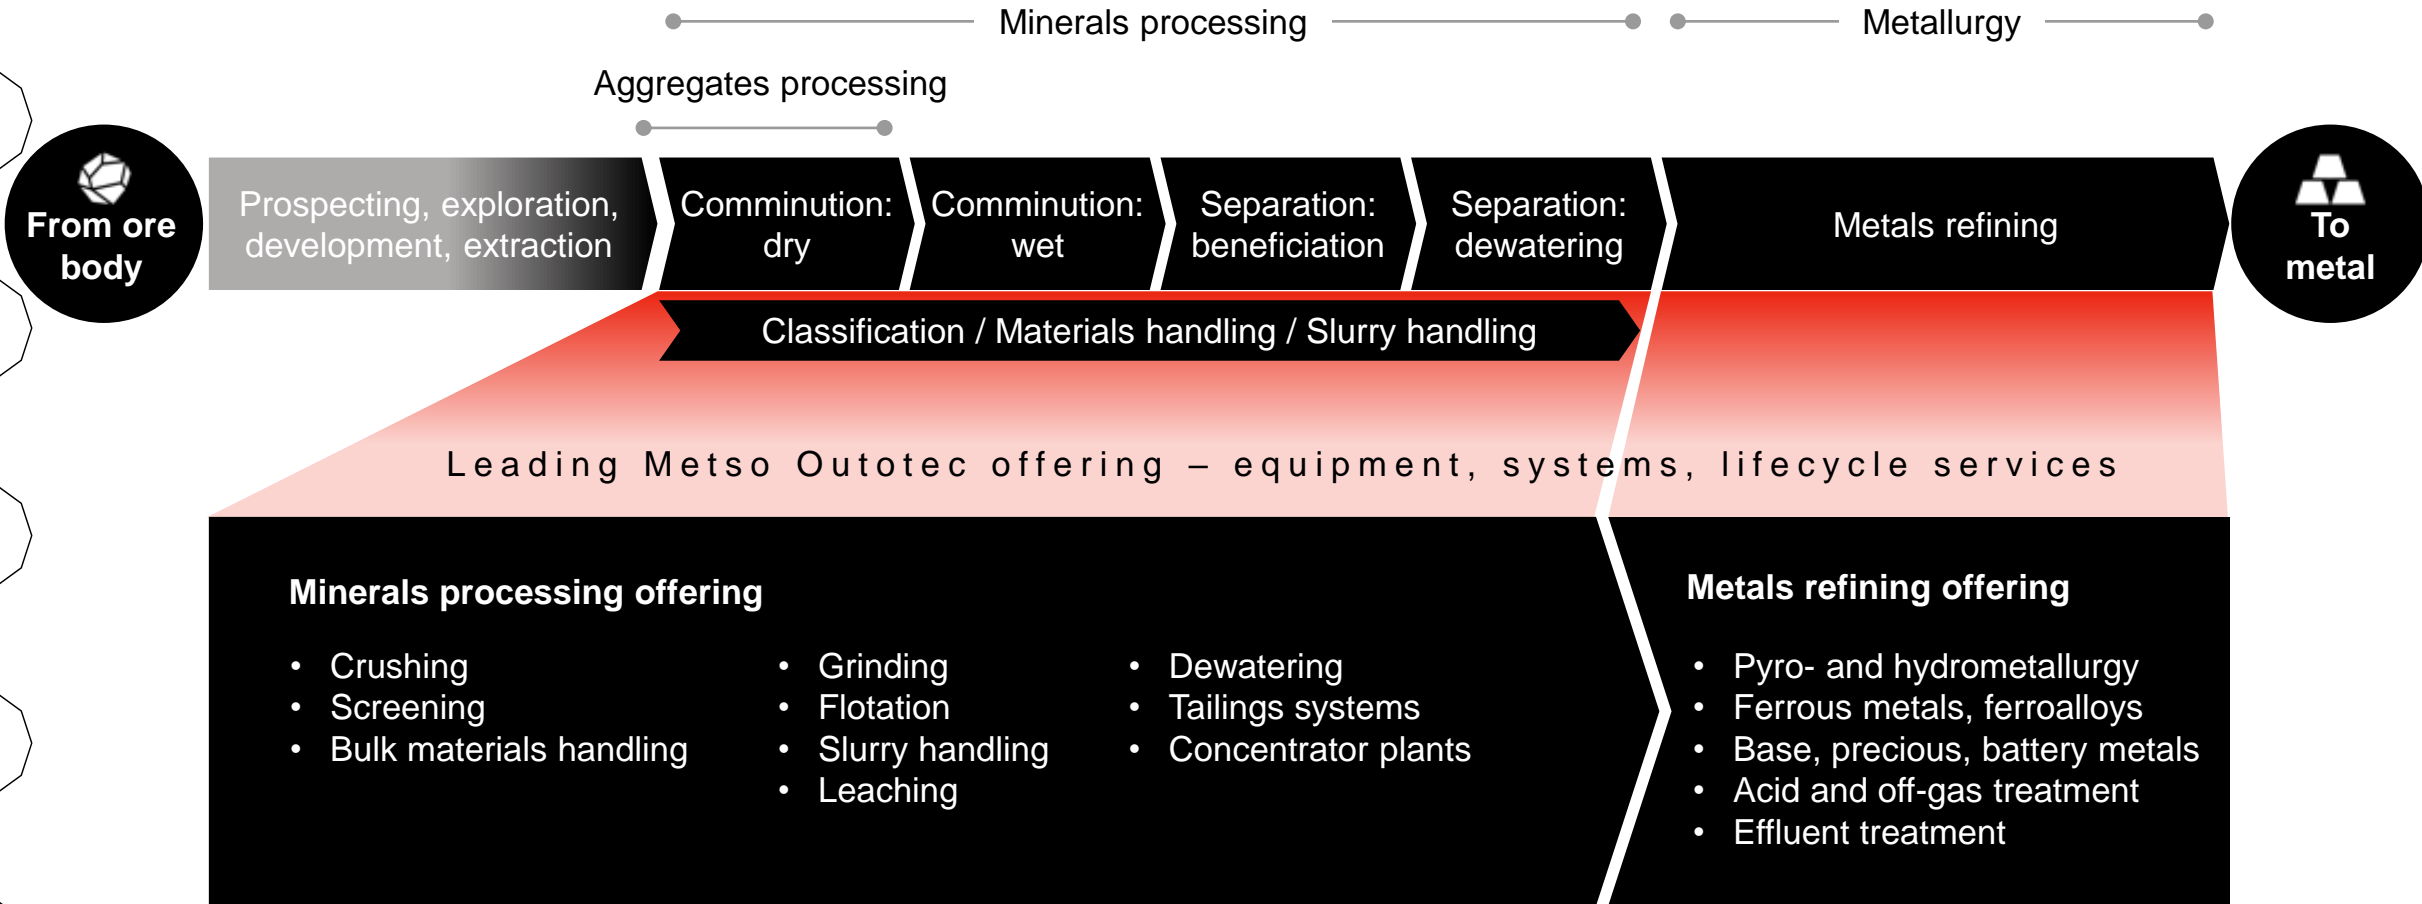 Minerals processing
Metallurgy
Aggregates processing
From ore
body
Prospecting, exploration,
development, extraction
Comminution:
dry
Comminution:
wet
Separation:
beneficiation
Separation:
dewatering
Metals refining
To
metal
Classification / Materials handling / Slurry handling
Leading Metso Outotec offering – equipment, systems, lifecycle services
Minerals processing offering
• Crushing
• Screening
• Bulk materials handling
• Grinding
• Flotation
• Slurry handling
• Leaching
• Dewatering
• Tailings systems
• Concentrator plants
Metals refining offering
• Pyro- and hydrometallurgy
• Ferrous metals, ferroalloys
• Base, precious, battery metals
• Acid and off-gas treatment
• Effluent treatment